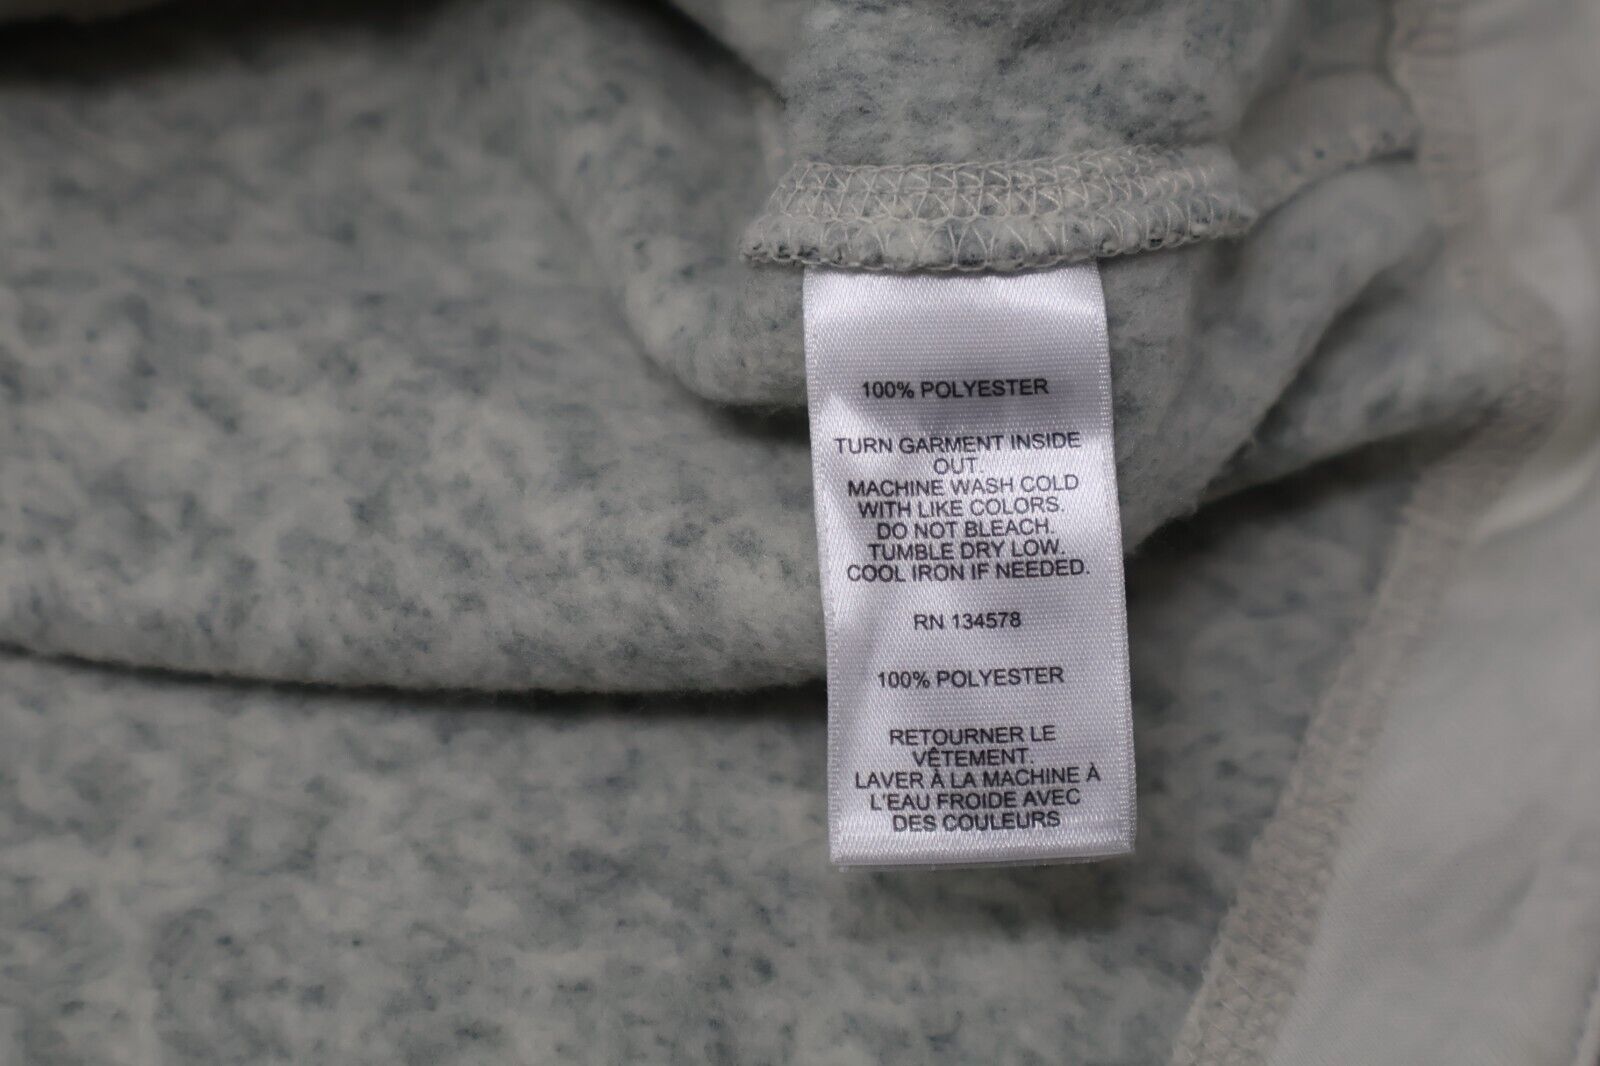 100% POLYESTER
TURN GARMENT INSIDE
OUT.
MACHINE WASH COLD
WITH LIKE COLORS.
DO NOT BLEACH.
TUMBLE DRY LOW.
COOL IRON IF NEEDED.
RN 134578
100% POLYESTER
RETOURNER LE
VÊTEMENT.
LAVER À LA MACHINE À
L'EAU FROIDE AVEC
DES COULEURS